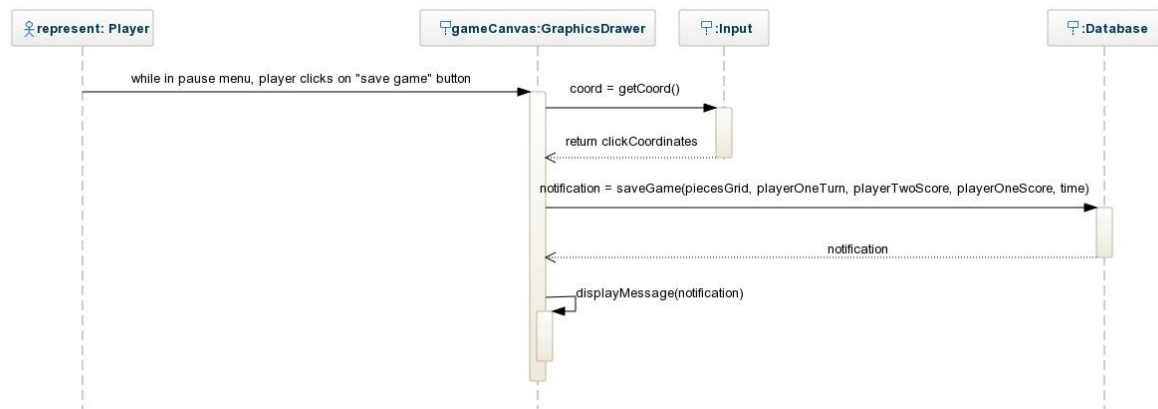 represent: Player
gameCanvas:GraphicsDrawer
:Input
:Database
while in pause menu, player clicks on "save game" button
coord = getCoord()
return clickCoordinates
notification = saveGame(piecesGrid, playerOneTurn, playerTwoScore, playerOneScore, time)
notification
displayMessage(notification)